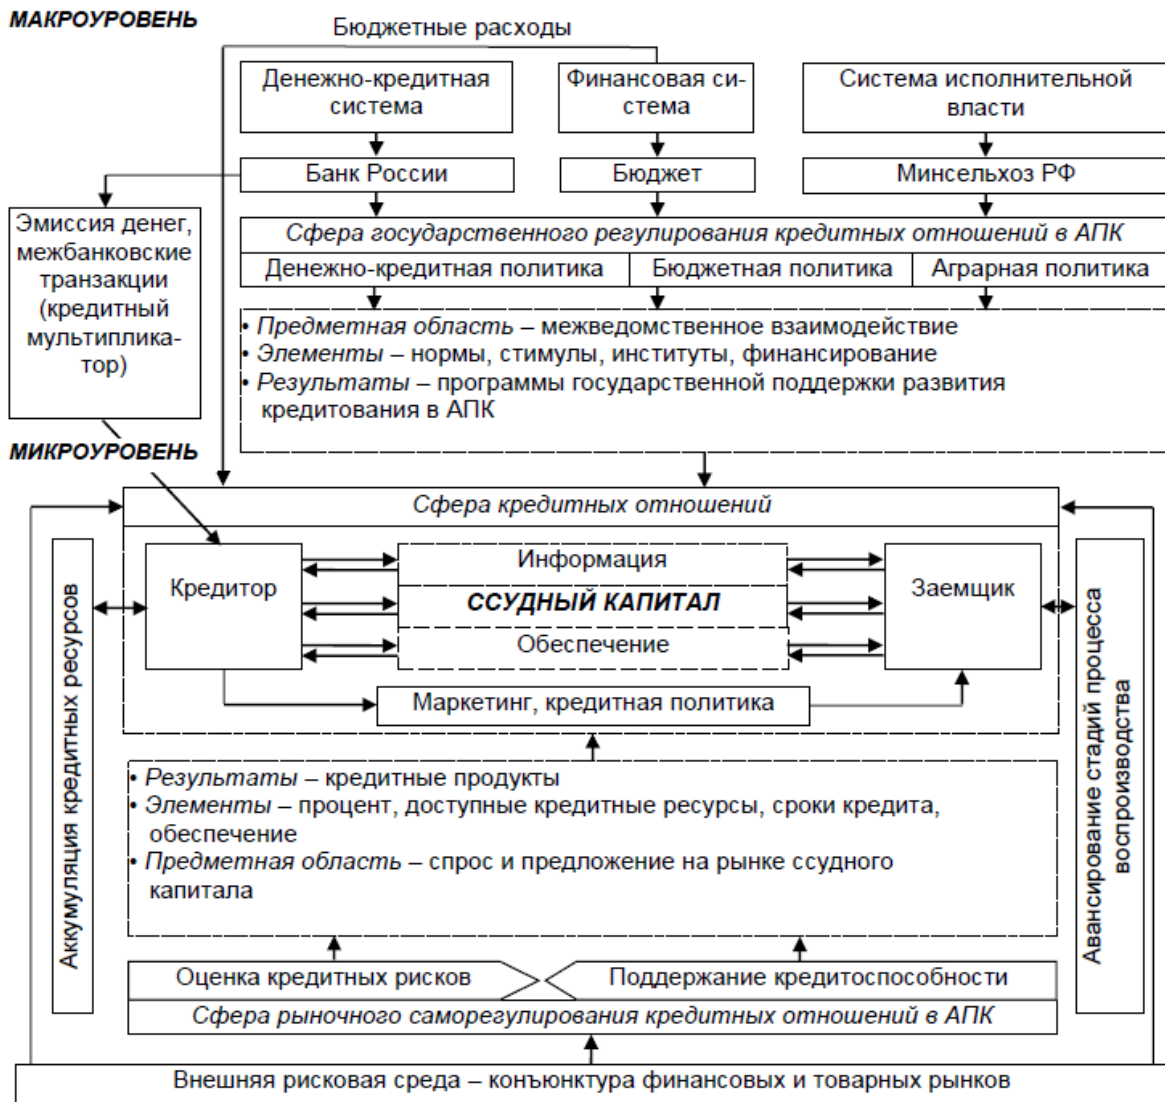 МАКРОУРОВЕНЬ
Бюджетные расходы
Денежно-кредитная
система
Финансовая си-
стема
Система исполнительной
власти
Банк России
Бюджет
Минсельхоз РФ
Эмиссия денег,
межбанковские
транзакции
(кредитный
мультиплика-
тор)
Сфера государственного регулирования кредитных отношений в АПК
Денежно-кредитная политика
Бюджетная политика
Аграрная политика
• Предметная область – межведомственное взаимодействие
• Элементы – нормы, стимулы, институты, финансирование
• Результаты – программы государственной поддержки развития
кредитования в АПК
МИКРОУРОВЕНЬ
Сфера кредитных отношений
Аккумуляция кредитных ресурсов
Кредитор
Информация
ССУДНЫЙ КАПИТАЛ
Обеспечение
Заемщик
Авансирование стадий процесса
воспроизводства
Маркетинг, кредитная политика
• Результаты – кредитные продукты
• Элементы – процент, доступные кредитные ресурсы, сроки кредита,
обеспечение
• Предметная область – спрос и предложение на рынке ссудного
капитала
Оценка кредитных рисков
Поддержание кредитоспособности
Сфера рыночного саморегулирования кредитных отношений в АПК
Внешняя рисковая среда – конъюнктура финансовых и товарных рынков